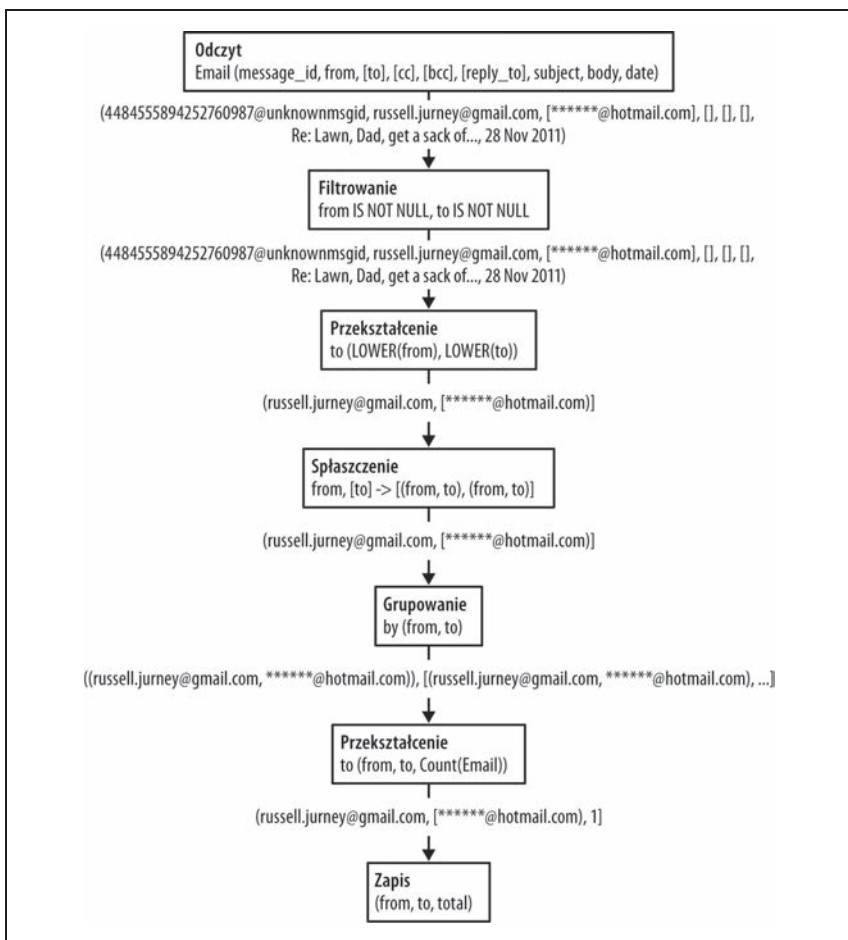 Odczyt
Email (message_id, from, [to], [cc], [bcc], [reply_to], subject, body, date)
(4484555894252760987@unknownmsgid, russell.jurney@gmail.com, [******@hotmail.com], [], [], [],
Re: Lawn, Dad, get a sack of..., 28 Nov 2011)
Filtrowanie
from IS NOT NULL, to IS NOT NULL
(4484555894252760987@unknownmsgid, russell.jurney@gmail.com, [******@hotmail.com], [], [], [],
Re: Lawn, Dad, get a sack of..., 28 Nov 2011)
Przekształcenie
to (LOWER(from), LOWER(to))
(russell.jurney@gmail.com, [******@hotmail.com)]
Spłaszczenie
from, [to] -> [(from, to), (from, to)]
(russell.jurney@gmail.com, [******@hotmail.com)]
Grupowanie
by (from, to)
((russell.jurney@gmail.com, ******@hotmail.com)), [(russell.jurney@gmail.com, ******@hotmail.com), ...]]
Przekształcenie
to (from, to, Count(Email))
(russell.jurney@gmail.com, [******@hotmail.com), 1]
Zapis
(from, to, total)